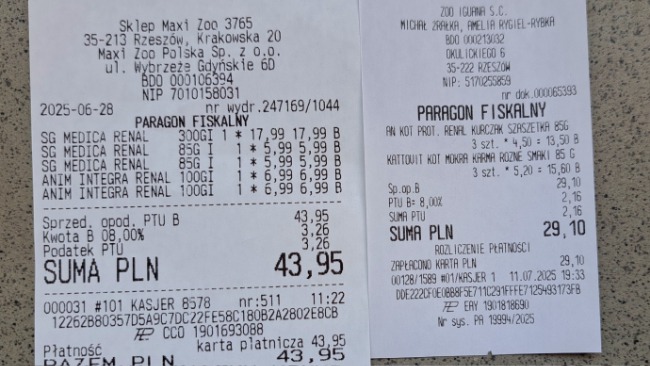 Sklep Maxi Zoo 3765
35-213 Rzeszów, Krakowska 20
Maxi Zoo Polska Sp. z o.o.
ul. Wybrzeże Gdyńskie 6D
BDO 000106394
NIP 7010158031
2025-06-28 nr wydr.247169/1044
PARAGON FISKALNY
SG MEDICA RENAL 300GI 1 * 17,99 17,99 B
SG MEDICA RENAL 85G I 1 * 5,99 5,99 B
SG MEDICA RENAL 85G I 1 * 5,99 5,99 B
ANIM INTEGRA RENAL 100GI 1 * 6,99 6,99 B
ANIM INTEGRA RENAL 100GI 1 * 6,99 6,99 B
Sprzed. opod. PTU B 43,95
Kwota B 08,00% 3,26
Podatek PTU 3,26
SUMA PLN 43,95
000031 #101 KASJER 8578 nr:511 11:22
12262B80357D5A9C7DC22FE58C180B2A2802E8CB
CCO 1901693088
Płatność karta płatnicza 43,95
RAZEM PLN 43,95
ZOO IGUANA S.C.
MICHAŁ ZRAŁKA, AMELIA RYGIEL-RYBKA
BDO 000213032
OKULICKIEGO 6
35-222 RZESZÓW
NIP: 5170255859
nr dok.000065393
PARAGON FISKALNY
AN KOT PROT. RENAL KURCZAK SZASZETKA 85G
3 szt. * 4,50 = 13,50 B
KATTOVIT KOT MOKRA KARMA RÓŻNE SMAKI 85 G
3 szt. * 5,20 = 15,60 B
Sp.op.B 29,10
PTU B= 8,00% 2,16
SUMA PTU 2,16
SUMA PLN 29,10
ROZLICZENIE PŁATNOŚCI
ZAPŁACONO KARTA PLN 29,10
00128/1589 #01/KASJER 1 11.07.2025 19:33
DDE222CF0E0888F5E711C291FFFE7125493173FB
EAY 1901818690
Nr sys. PA 19994/2025